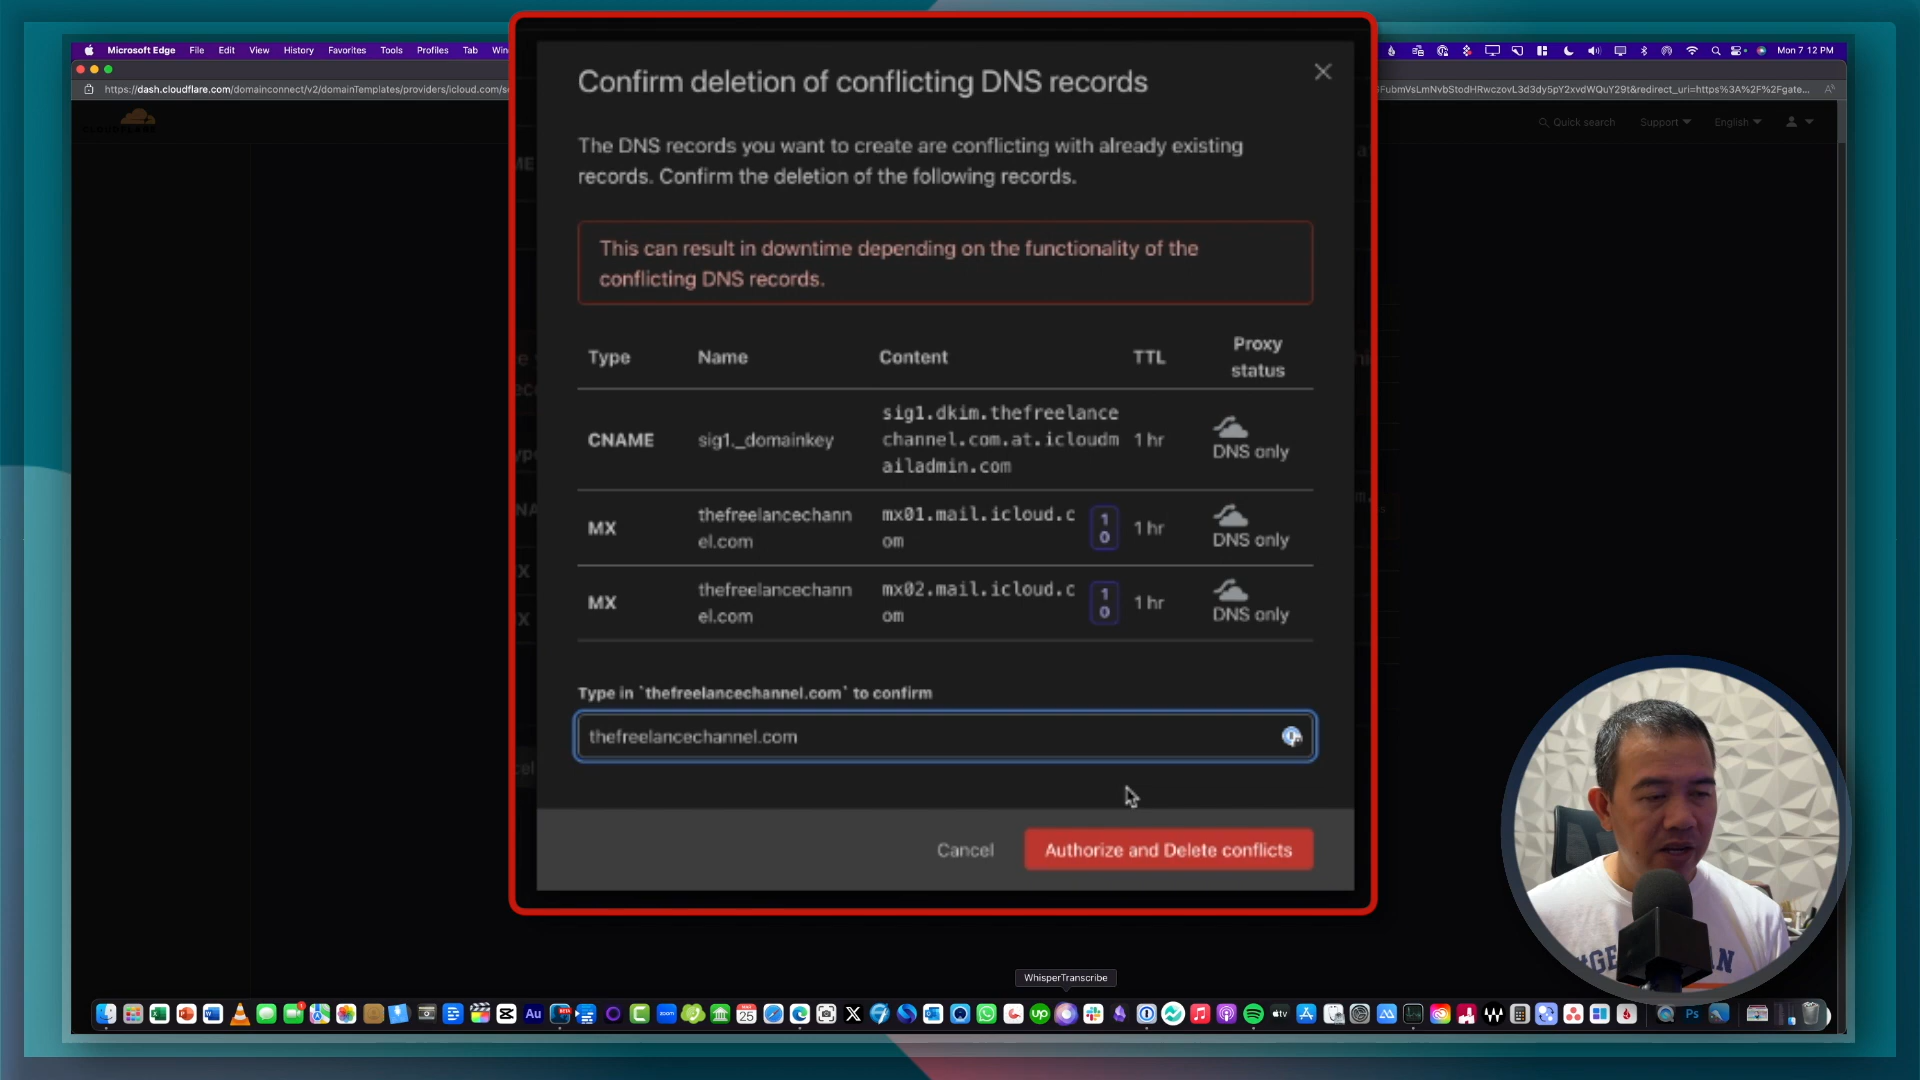 Microsoft Edge File Edit View History Favorites Tools Profiles Tab Win
Mon 7 12 PM
https://dash.cloudflare.com/domainconnect/v2/domainTemplates/providers/icloud.com/se
Quick search Support English
Confirm deletion of conflicting DNS records
The DNS records you want to create are conflicting with already existing
records. Confirm the deletion of the following records.
This can result in downtime depending on the functionality of the
conflicting DNS records.
Type Name Content TTL Proxy
status
CNAME sig1._domainkey sig1.dkim.thefreelance
channel.com.at.icloudm
ailadmin.com
1 hr
DNS only
MX thefreelancechann
el.com
mx01.mail.icloud.c
om
1
0
1 hr
DNS only
MX thefreelancechann
el.com
mx02.mail.icloud.c
om
1
0
1 hr
DNS only
Type in `thefreelancechannel.com` to confirm
thefreelancechannel.com
Cancel Authorize and Delete conflicts
WhisperTranscribe